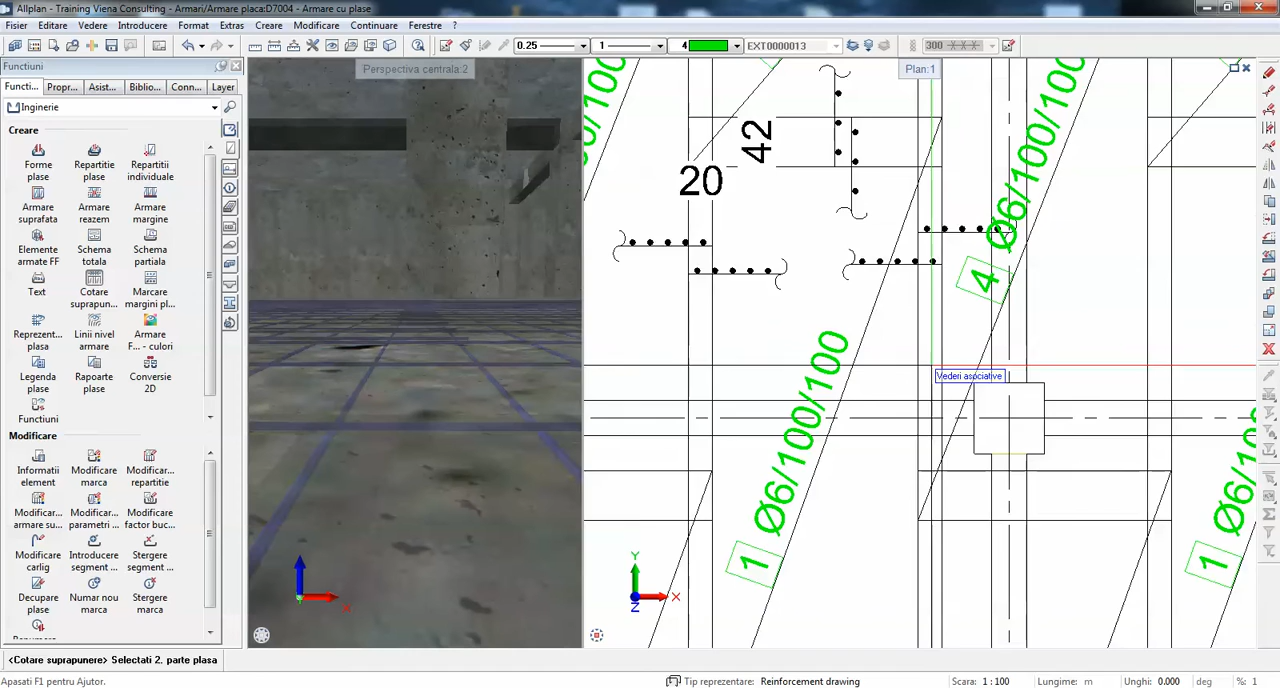 Allplan - Training Viena Consulting - Armari/Armare placa:D7004 - Armare cu plase
Fisier Editare Vedere Introducere Format Extras Creare Modificare Continuare Ferestre ?
0.25 1 4 EXT0000013 300
Functiuni
Functi... Propr... Asist... Biblio... Conn... Layer
Inginerie
Creare
Forme plase
Repartitie plase
Repartitii individuale
Armare suprafata
Armare reazem
Armare margine
Elemente armate FF
Schema totala
Schema partiala
Text
Cotare suprapun...
Marcare margini pl...
Reprezent... plasa
Linii nivel armare
Armare F... - culori
Legenda plase
Rapoarte plase
Conversie 2D
Functiuni
Modificare
Informatii element
Modificare marca
Modificar... repartitie
Modificar... armare su...
Modificar... parametri ...
Modificare factor buc...
Modificare carlig
Introducere segment ...
Stergere segment ...
Decupare plase
Numar nou marca
Stergere marca
Perspectiva centrala:2
Plan:1
20
42
4 Ø6/100/100
1 Ø6/100/100
Vederi asociative
Y
X
Z
X
<Cotare suprapunere> Selectati 2. parte plasa
Apasati F1 pentru Ajutor.
Tip reprezentare: Reinforcement drawing Scara: 1 : 100 Lungime: m Unghi: 0.000 deg %: 1